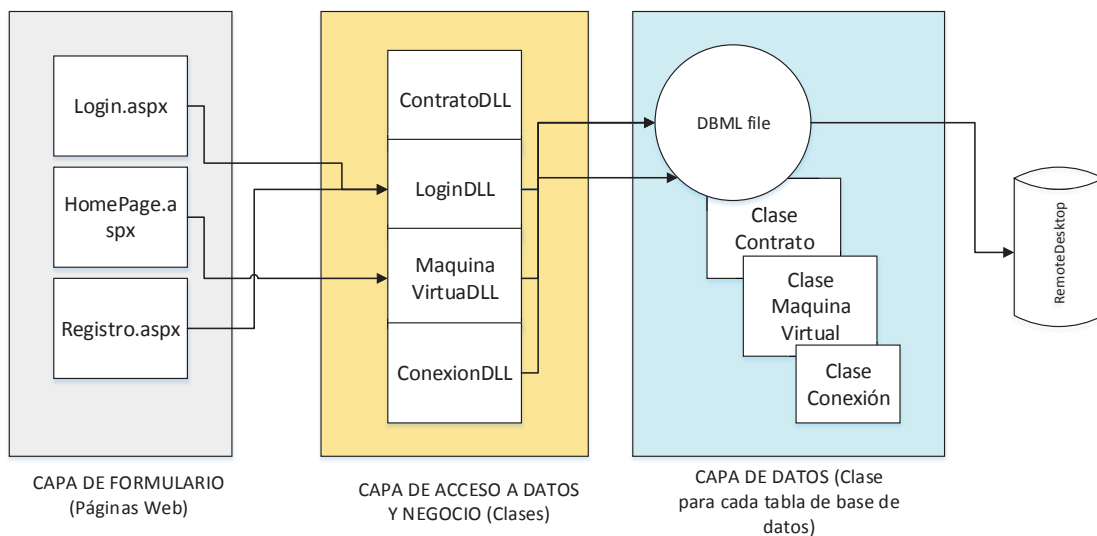 Login.aspx
HomePage.a
spx
Registro.aspx
CAPA DE FORMULARIO
(Páginas Web)
ContratoDLL
LoginDLL
Maquina
VirtuaDLL
ConexionDLL
CAPA DE ACCESO A DATOS
Y NEGOCIO (Clases)
DBML file
Clase
Contrato
Clase
Maquina
Virtual
Clase
Conexión
CAPA DE DATOS (Clase
para cada tabla de base de
datos)
RemoteDesktop